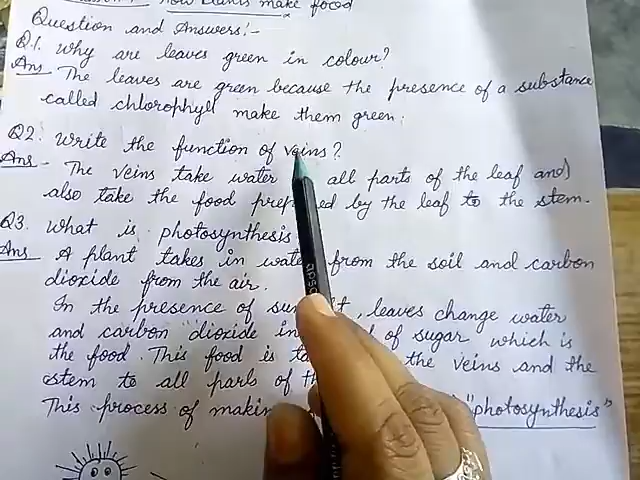 How Plants make food
Question and Answers:-
Q.1. Why are leaves green in colour?
Ans The leaves are green because the presence of a substance
called chlorophyll make them green.
Q2. Write the function of veins?
Ans - The veins take water all parts of the leaf and
also take the food prepared by the leaf to the stem.
Q3. What is photosynthesis
Ans A plant takes in water from the soil and carbon
dioxide from the air.
In the presence of sunlight, leaves change water
and carbon dioxide in of sugar which is
the food. This food is the veins and the
stem to all parts of
This process of making "photosynthesis"